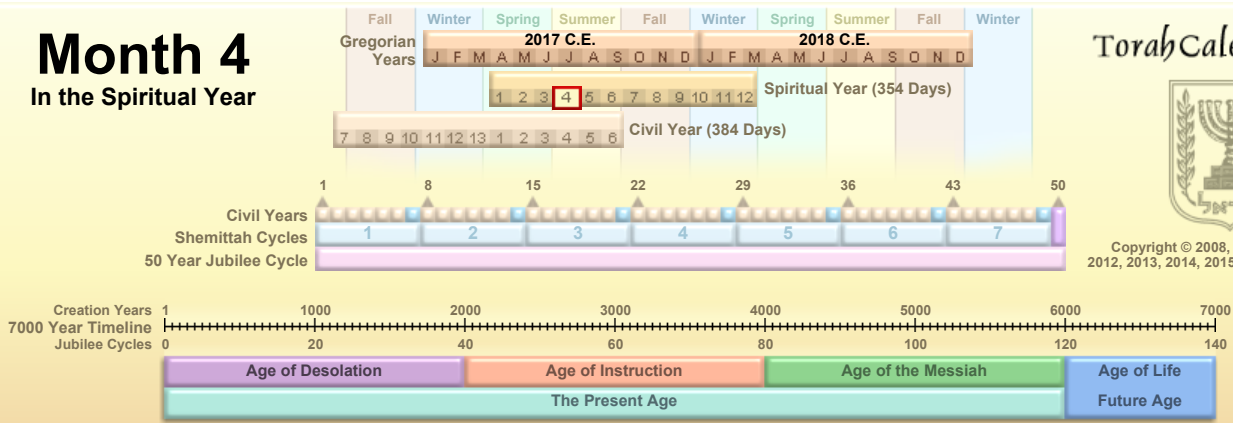 Fall Winter Spring Summer Fall Winter Spring Summer Fall Winter
Month 4
In the Spiritual Year
Gregorian Years
2017 C.E. 2018 C.E.
J F M A M J J A S O N D J F M A M J J A S O N D
1 2 3 4 5 6 7 8 9 10 11 12
Spiritual Year (354 Days)
7 8 9 10 11 12 13 1 2 3 4 5 6
Civil Year (384 Days)
Torah Cale
1 8 15 22 29 36 43 50
Civil Years
Shemittah Cycles 1 2 3 4 5 6 7
50 Year Jubilee Cycle
Copyright © 2008,
2012, 2013, 2014, 2015
Creation Years 1 1000 2000 3000 4000 5000 6000 7000
7000 Year Timeline
Jubilee Cycles 0 20 40 60 80 100 120 140
Age of Desolation Age of Instruction Age of the Messiah Age of Life
The Present Age Future Age